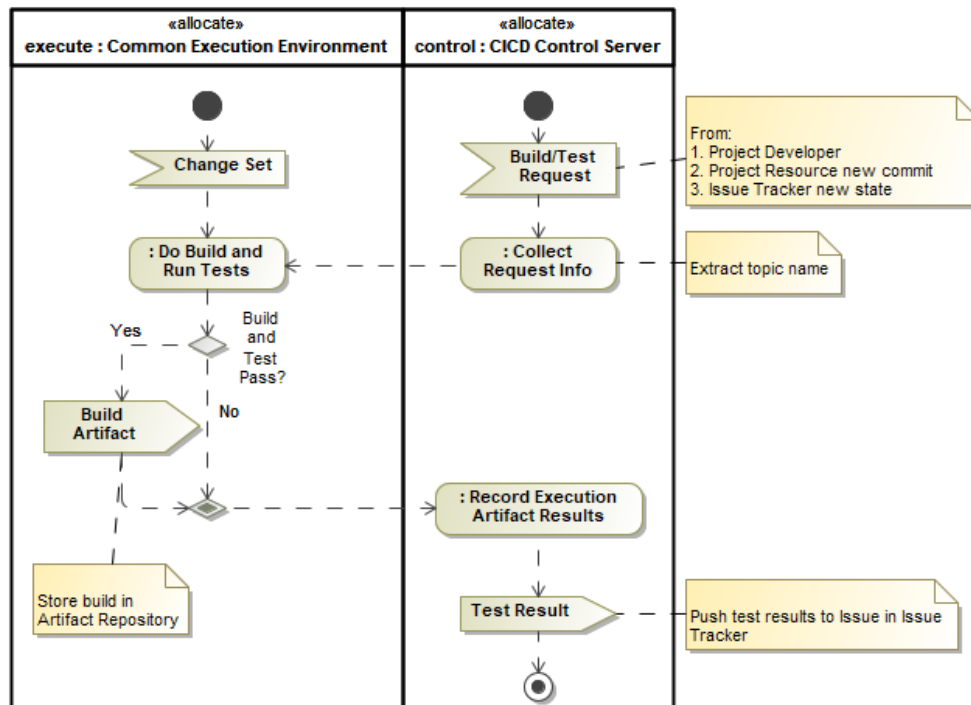 «allocate»
execute : Common Execution Environment
«allocate»
control : CICD Control Server
Change Set
Build/Test
Request
From:
1. Project Developer
2. Project Resource new commit
3. Issue Tracker new state
: Do Build and
Run Tests
: Collect
Request Info
Extract topic name
Yes
Build
and
Test
Pass?
No
Build
Artifact
: Record Execution
Artifact Results
Store build in
Artifact Repository
Test Result
Push test results to Issue in Issue
Tracker